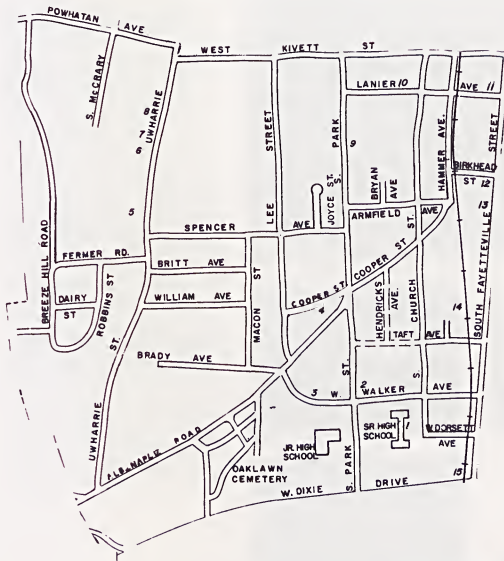 POWHATAN AVE
WEST KIVETT ST
S. McCRARY
LANIER 10 AVE 11
8
7
6
UWHARRIE
STREET
LEE
S. PARK
9
HAMMER AVE.
BIRKHEAD
ST 12
STREET
BRYAN AVE
JOYCE ST.
13
5
SPENCER AVE
ARMFIELD AVE
ST.
BREEZE HILL ROAD
FERMER RD.
BRITT AVE
MACON ST
COOPER ST
SOUTH FAYETTEVILLE
DAIRY ST
ROBBINS ST
WILLIAM AVE
COOPER ST.
4
HENDRICKS AVE.
S. CHURCH
14
TAFT AVE
BRADY AVE
ST.
UWHARRIE ST.
3 W. WALKER AVE
2
1
ROAD
JR. HIGH SCHOOL
SR. HIGH SCHOOL
1
W. DORSETT AVE
OAKLAWN CEMETERY
S. PARK
15
W. DIXIE DRIVE